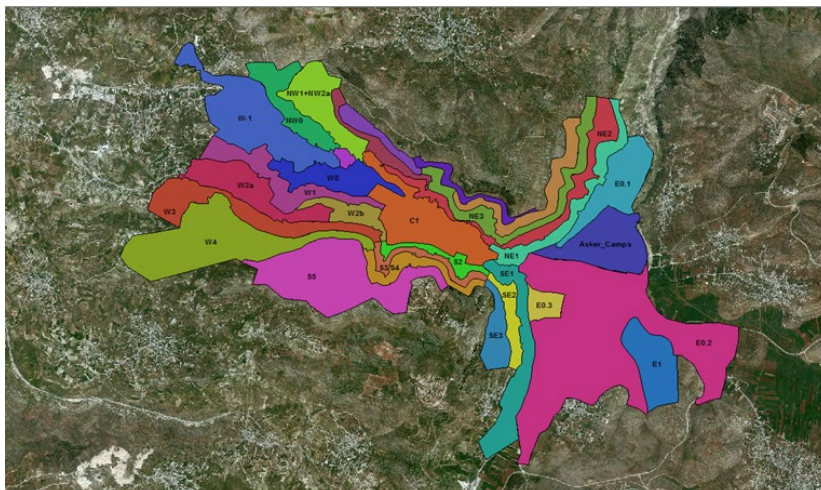 NW1+NW2a
W-1
NW0
NE2
W0
E0.1
W2a
W1
W3
W2b
C1
NE3
W4
Asker_Camps
S2
NE1
S3
S4
S5
SE1
SE2
E0.3
SE3
E0.2
E1